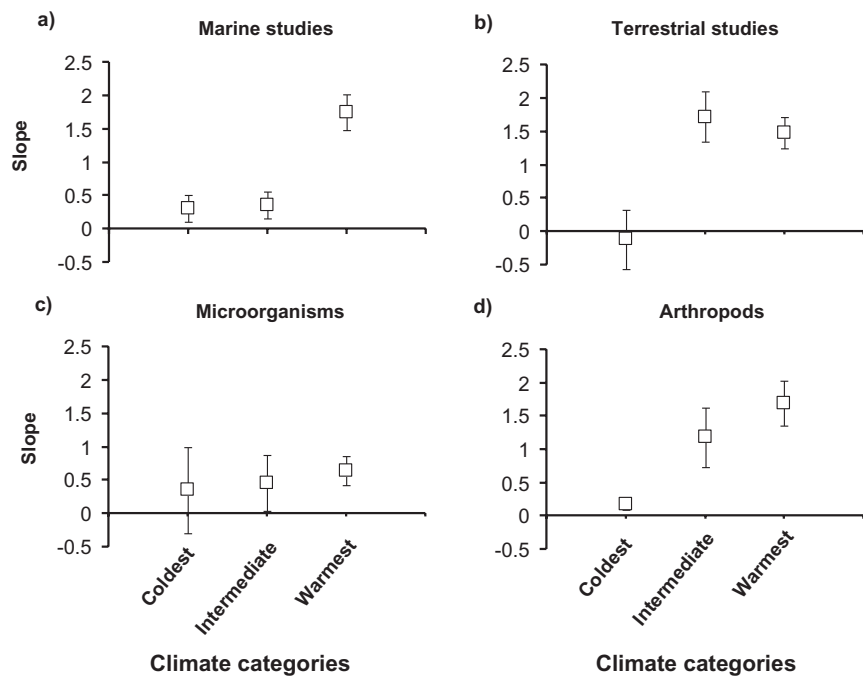 a)
Marine studies
2.5
2
1.5
1
0.5
0
-0.5
Slope
b)
Terrestrial studies
2.5
2
1.5
1
0.5
0
-0.5
c)
Microorganisms
2.5
2
1.5
1
0.5
0
-0.5
Slope
Coldest
Intermediate
Warmest
Climate categories
d)
Arthropods
2.5
2
1.5
1
0.5
0
-0.5
Coldest
Intermediate
Warmest
Climate categories